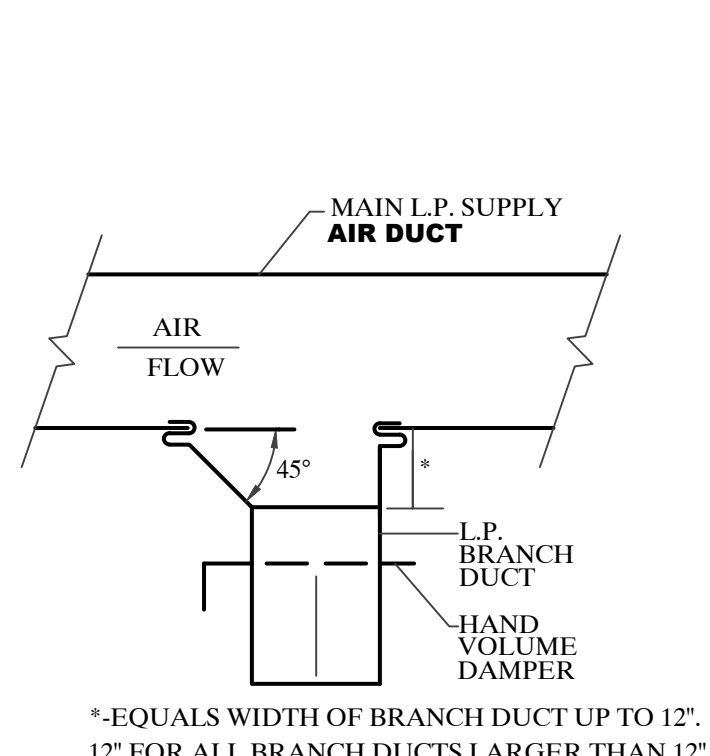 MAIN L.P. SUPPLY
AIR DUCT
AIR
FLOW
45°
*
L.P.
BRANCH
DUCT
HAND
VOLUME
DAMPER
*-EQUALS WIDTH OF BRANCH DUCT UP TO 12".
12" FOR ALL BRANCH DUCTS LARGER THAN 12"